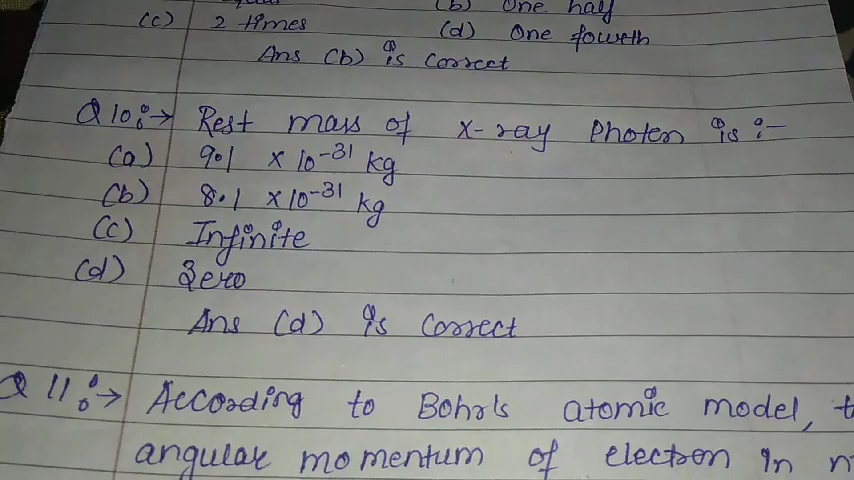 (b) One half
(c) 2 times (d) One fourth
Ans (b) is correct
Q 10:→ Rest mass of x-ray Photon is :-
(a) 9.1 × 10⁻³¹ kg
(b) 8.1 × 10⁻³¹ kg
(c) Infinite
(d) Zero
Ans (d) is correct
Q 11:→ According to Bohr's atomic model,
angular momentum of electron in